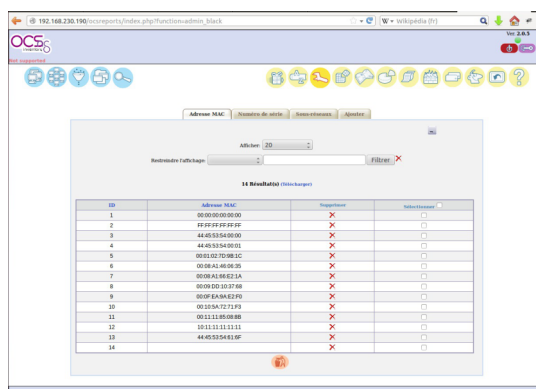 192.168.230.190/ocsreports/index.php?function=admin_black
W Wikipédia (fr)
OCS
inventory
Ver. 2.0.5
Not supported
Adresse MAC Numéro de série Sous-réseaux Ajouter
Afficher: 20
Restreindre l'affichage: Filtrer
14 Résultat(s) (Télécharger)
ID Adresse MAC Supprimer Sélectionner
1 00:00:00:00:00:00
2 FF:FF:FF:FF:FF:FF
3 44:45:53:54:00:00
4 44:45:53:54:00:01
5 00:01:02:7D:9B:1C
6 00:08:A1:46:06:35
7 00:08:A1:66:E2:1A
8 00:09:DD:10:37:68
9 00:0F:EA:9A:E2:F0
10 00:10:5A:72:71:F3
11 00:11:11:85:08:8B
12 10:11:11:11:11:11
13 44:45:53:54:61:6F
14